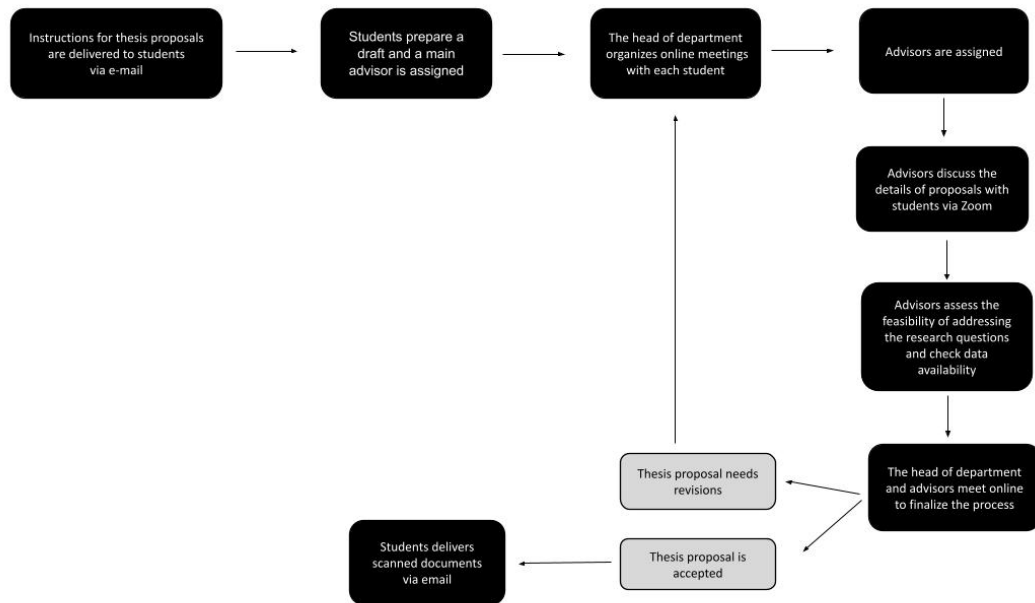 Instructions for thesis proposals
are delivered to students
via e-mail
Students prepare a
draft and a main
advisor is assigned
The head of department
organizes online meetings
with each student
Advisors are assigned
Advisors discuss the
details of proposals with
students via Zoom
Advisors assess the
feasibility of addressing
the research questions
and check data
availability
The head of department
and advisors meet online
to finalize the process
Thesis proposal needs
revisions
Thesis proposal is
accepted
Students delivers
scanned documents
via email